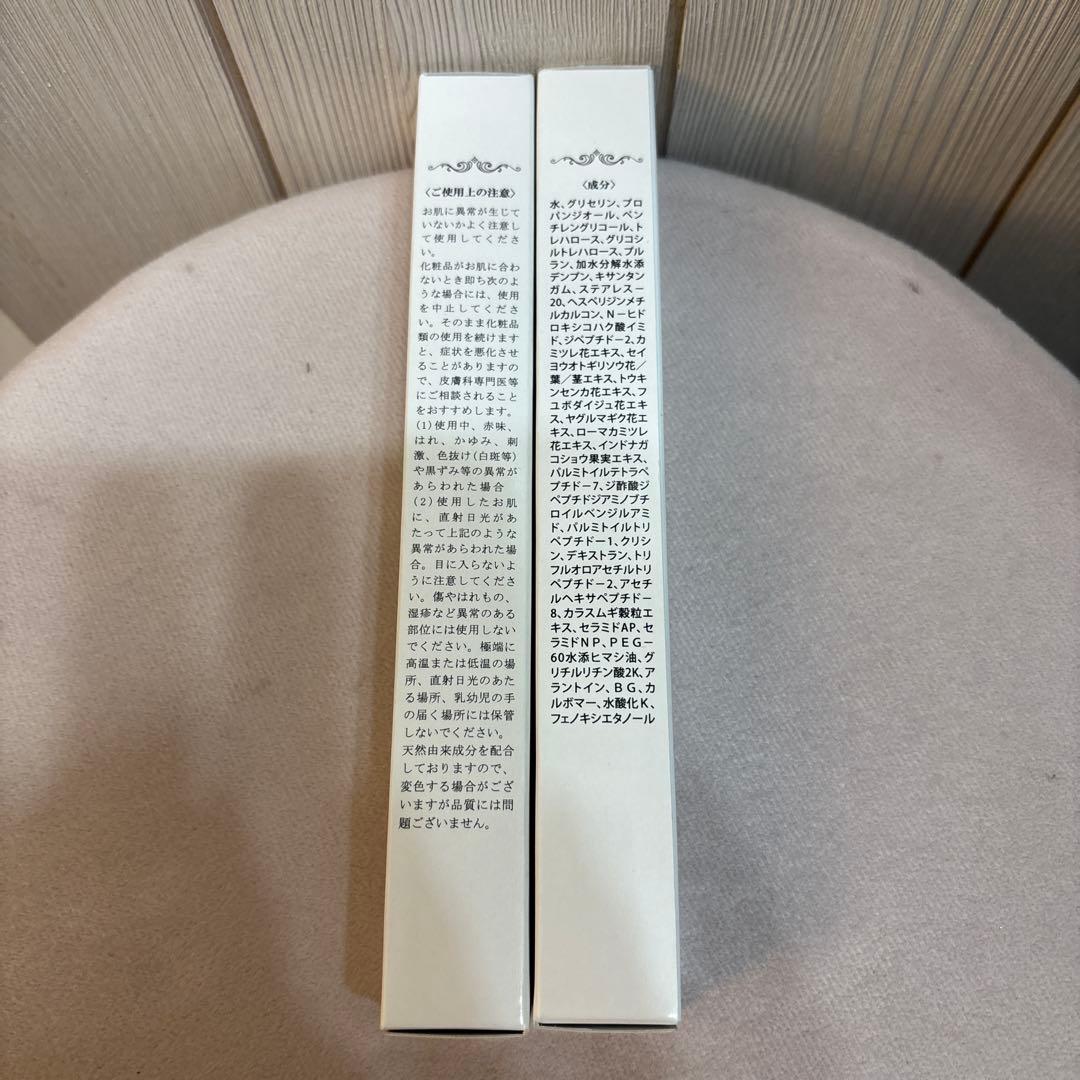 〈ご使用上の注意〉
お肌に異常が生じて
いないかよく注意し
て使用してくださ
い。
化粧品がお肌に合わ
ないとき即ち次のよ
うな場合には、使用
を中止してくださ
い。そのまま化粧品
類の使用を続けます
と、症状を悪化させ
ることがありますの
で、皮膚科専門医等
にご相談されること
をおすすめします。
(1)使用中、赤味、
はれ、かゆみ、刺
激、色抜け(白斑等)
や黒ずみ等の異常が
あらわれた場合
(2)使用したお肌
に、直射日光があ
たって上記のような
異常があらわれた場
合。目に入らないよ
うに注意してくださ
い。傷やはれもの、
湿疹など異常のある
部位には使用しない
でください。極端に
高温または低温の場
所、直射日光のあた
る場所、乳幼児の手
の届く場所には保管
しないでください。
天然由来成分を配合
しておりますので、
変色する場合がござ
いますが品質には問
題ございません。
〈成分〉
水、グリセリン、プロ
パンジオール、ペン
チレングリコール、ト
レハロース、グリコシ
ルトレハロース、プル
ラン、加水分解水添
デンプン、キサンタン
ガム、ステアレス－
20、ヘスペリジンメチ
ルカルコン、N－ヒド
ロキシコハク酸イミ
ド、ジペプチド－2、カ
ミツレ花エキス、セイ
ヨウオトギリソウ花／
葉／茎エキス、トウキ
ンセンカ花エキス、フ
ユボダイジュ花エキ
ス、ヤグルマギク花エ
キス、ローマカミツレ
花エキス、インドナガ
コショウ果実エキス、
パルミトイルテトラペ
プチド－7、ジ酢酸ジ
ペプチドジアミノブチ
ロイルベンジルアミ
ド、パルミトイルトリ
ペプチド－1、クリシ
ン、デキストラン、トリ
フルオロアセチルトリ
ペプチド－2、アセチ
ルヘキサペプチド－
8、カラスムギ穀粒エ
キス、セラミドAP、セ
ラミドNP、PEG－
60水添ヒマシ油、グ
リチルリチン酸2K、ア
ラントイン、BG、カ
ルボマー、水酸化K、
フェノキシエタノール